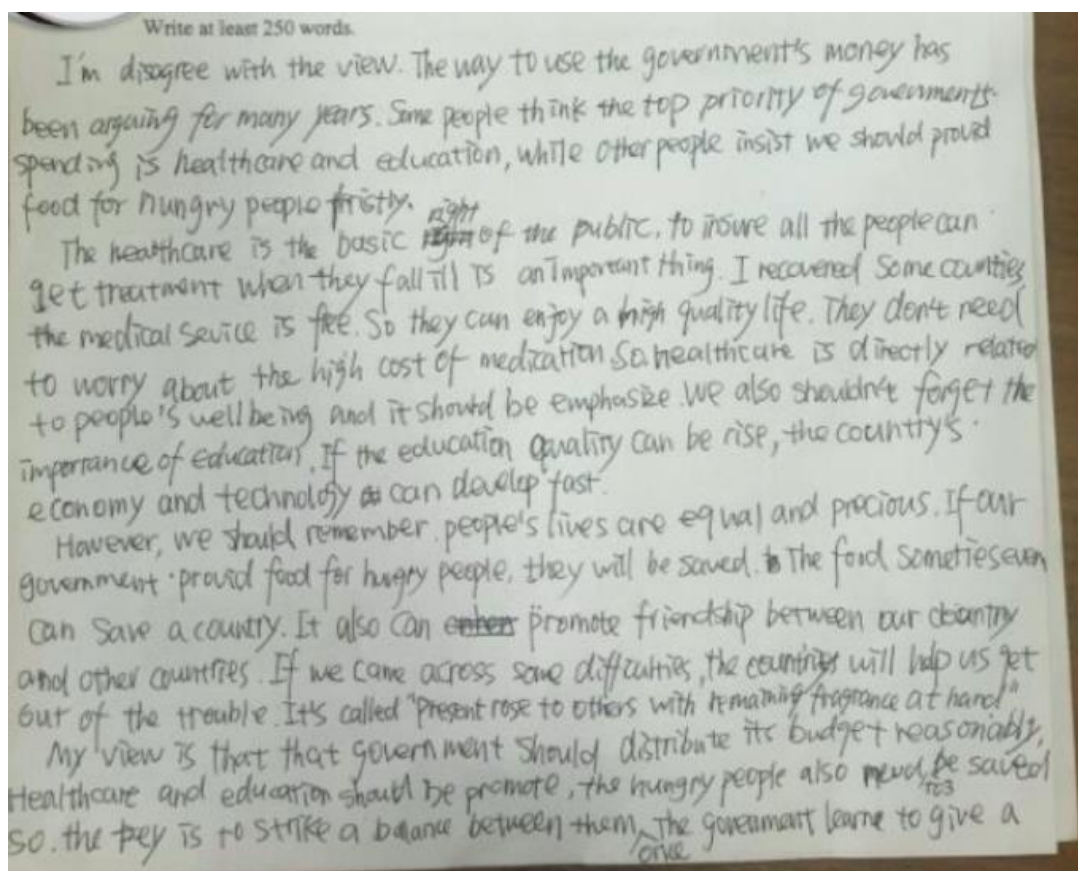 Write at least 250 words.
I'm disagree with the view. The way to use the government's money has
been arguing for many years. Some people think the top priority of governments
spending is healthcare and education, while other people insist we should provid
food for hungry people fristly.
The healthcare is the basic right of the public, to insure all the people can
get treatment when they fall ill is an important thing. I recovered some counties,
the medical sevice is free. So they can enjoy a high quality life. They don't need
to worry about the high cost of medication. So healthcare is directly related
to people's wellbeing and it should be emphasize. We also shouldn't forget the
importance of education. If the education quality can be rise, the country's
economy and technology can develop fast.
However, we should remember people's lives are equal and precious. If our
government provid food for hugry people, they will be saved. The food someties even
can save a country. It also can promote friendship between our country
and other countries. If we came across some difficulties, the countries will help us get
out of the trouble. It's called "Present rose to others with remaining fragrance at hand"
My view is that that government should distribute its budget reasonably,
Healthcare and education should be promote, the hungry people also need to be saved
so. the key is to strike a balance between them, once The government learne to give a